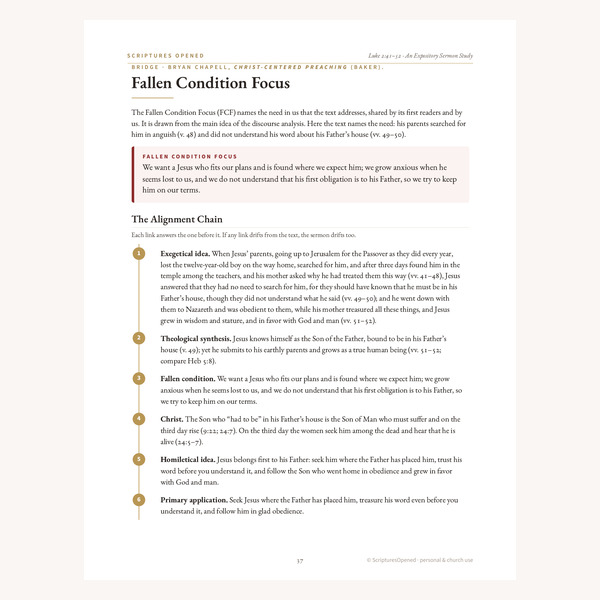 SCRIPTURES OPENED
Luke 2:41–52 · An Expository Sermon Study
BRIDGE · BRYAN CHAPELL, CHRIST-CENTERED PREACHING (BAKER).
Fallen Condition Focus
The Fallen Condition Focus (FCF) names the need in us that the text addresses, shared by its first readers and by
us. It is drawn from the main idea of the discourse analysis. Here the text names the need: his parents searched for
him in anguish (v. 48) and did not understand his word about his Father’s house (vv. 49–50).
FALLEN CONDITION FOCUS
We want a Jesus who fits our plans and is found where we expect him; we grow anxious when he
seems lost to us, and we do not understand that his first obligation is to his Father, so we try to keep
him on our terms.
The Alignment Chain
Each link answers the one before it. If any link drifts from the text, the sermon drifts too.
1
Exegetical idea. When Jesus’ parents, going up to Jerusalem for the Passover as they did every year,
lost the twelve-year-old boy on the way home, searched for him, and after three days found him in the
temple among the teachers, and his mother asked why he had treated them this way (vv. 41–48), Jesus
answered that they had no need to search for him, for they should have known that he must be in his
Father’s house, though they did not understand what he said (vv. 49–50); and he went down with
them to Nazareth and was obedient to them, while his mother treasured all these things, and Jesus
grew in wisdom and stature, and in favor with God and man (vv. 51–52).
2
Theological synthesis. Jesus knows himself as the Son of the Father, bound to be in his Father’s
house (v. 49); yet he submits to his earthly parents and grows as a true human being (vv. 51–52;
compare Heb 5:8).
3
Fallen condition. We want a Jesus who fits our plans and is found where we expect him; we grow
anxious when he seems lost to us, and we do not understand that his first obligation is to his Father, so
we try to keep him on our terms.
4
Christ. The Son who “had to be” in his Father’s house is the Son of Man who must suffer and on the
third day rise (9:22; 24:7). On the third day the women seek him among the dead and hear that he is
alive (24:5–7).
5
Homiletical idea. Jesus belongs first to his Father: seek him where the Father has placed him, trust his
word before you understand it, and follow the Son who went home in obedience and grew in favor
with God and man.
6
Primary application. Seek Jesus where the Father has placed him, treasure his word even before you
understand it, and follow him in glad obedience.
17
© ScripturesOpened · personal & church use